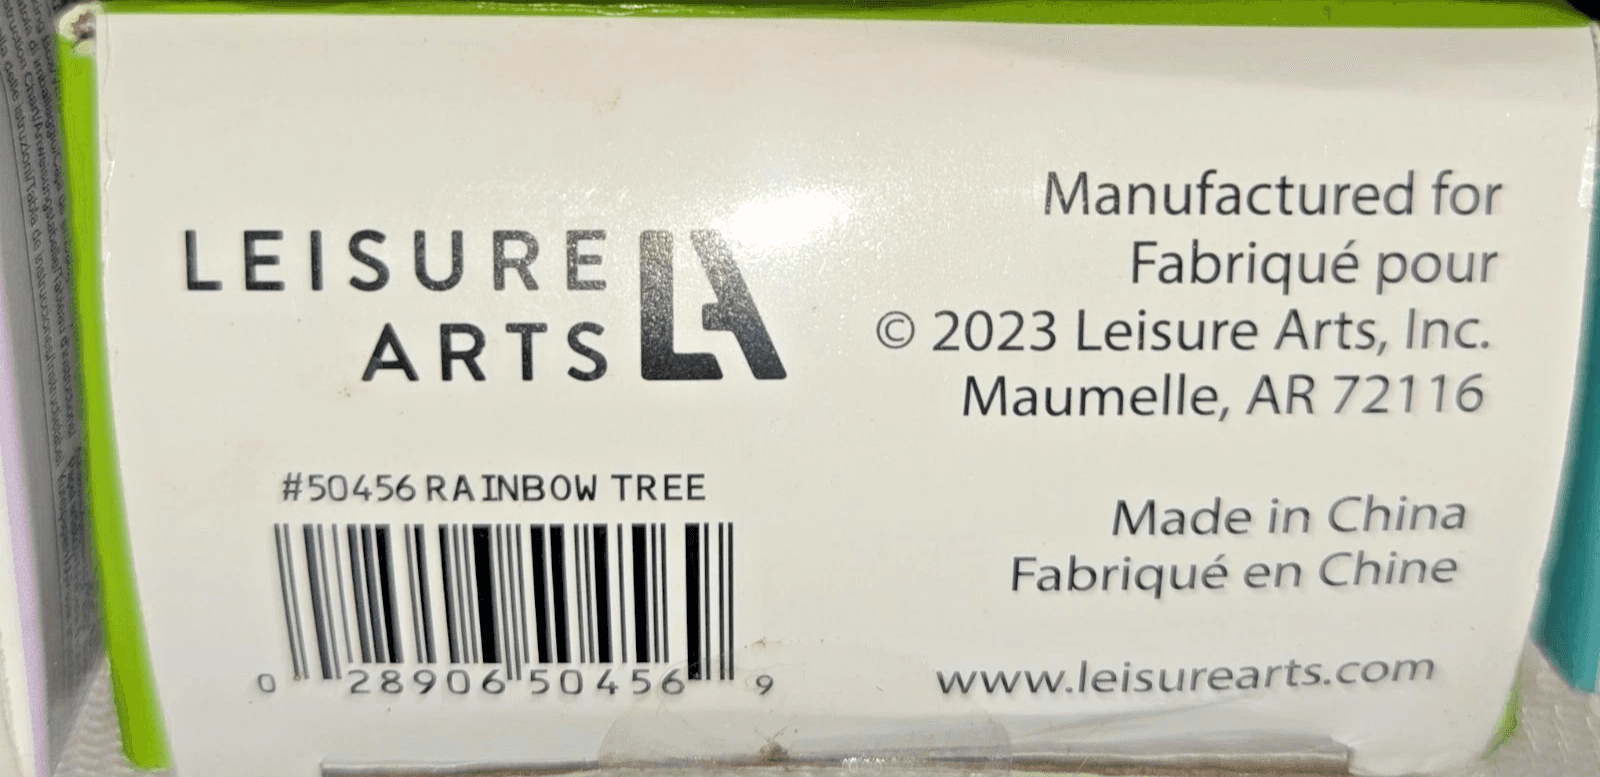 LEISURE
ARTS
LA
Manufactured for
Fabriqué pour
© 2023 Leisure Arts, Inc.
Maumelle, AR 72116
#50456 RAINBOW TREE
0 28906 50456 9
Made in China
Fabriqué en Chine
www.leisurearts.com